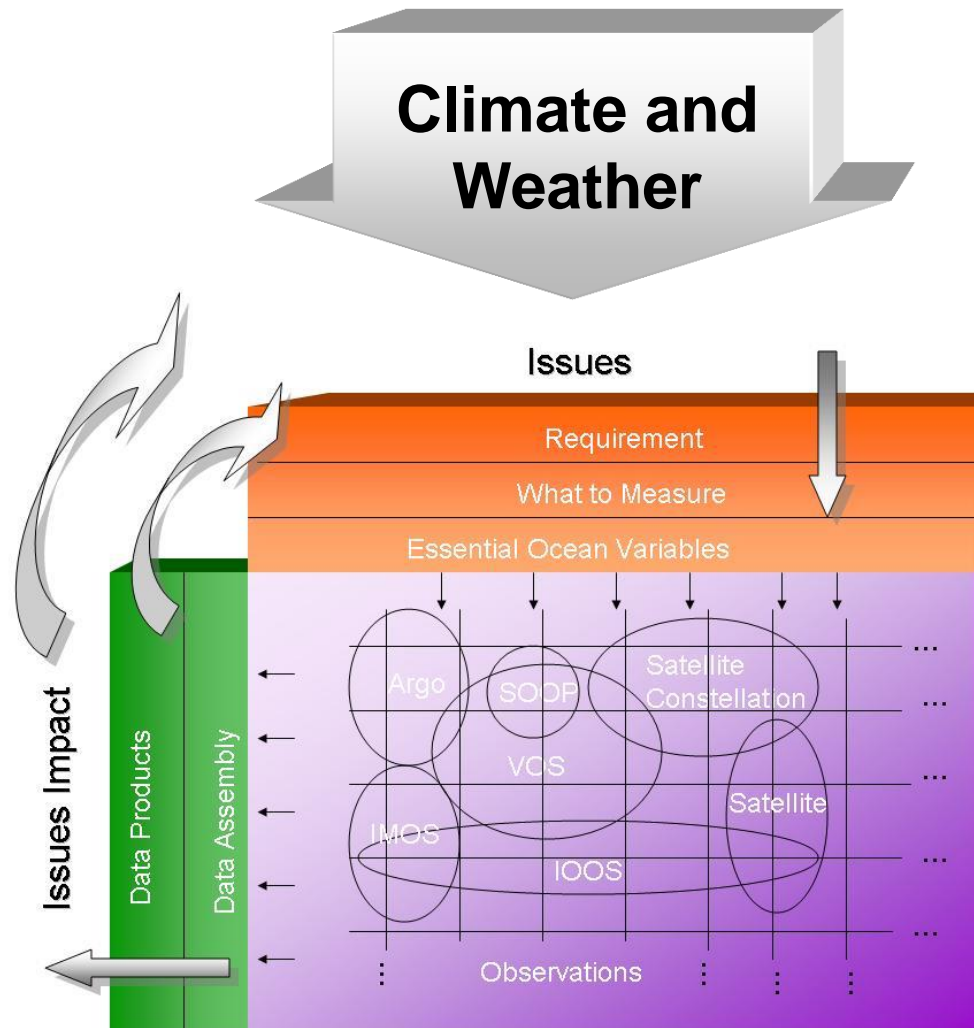 Climate and
Weather
Issues
Requirement
What to Measure
Essential Ocean Variables
Argo
SOOP
Satellite
Constellation
VOS
Satellite
IMOS
IOOS
Observations
Data Assembly
Data Products
Issues Impact
...
...
...
...
...
...
...
...
...